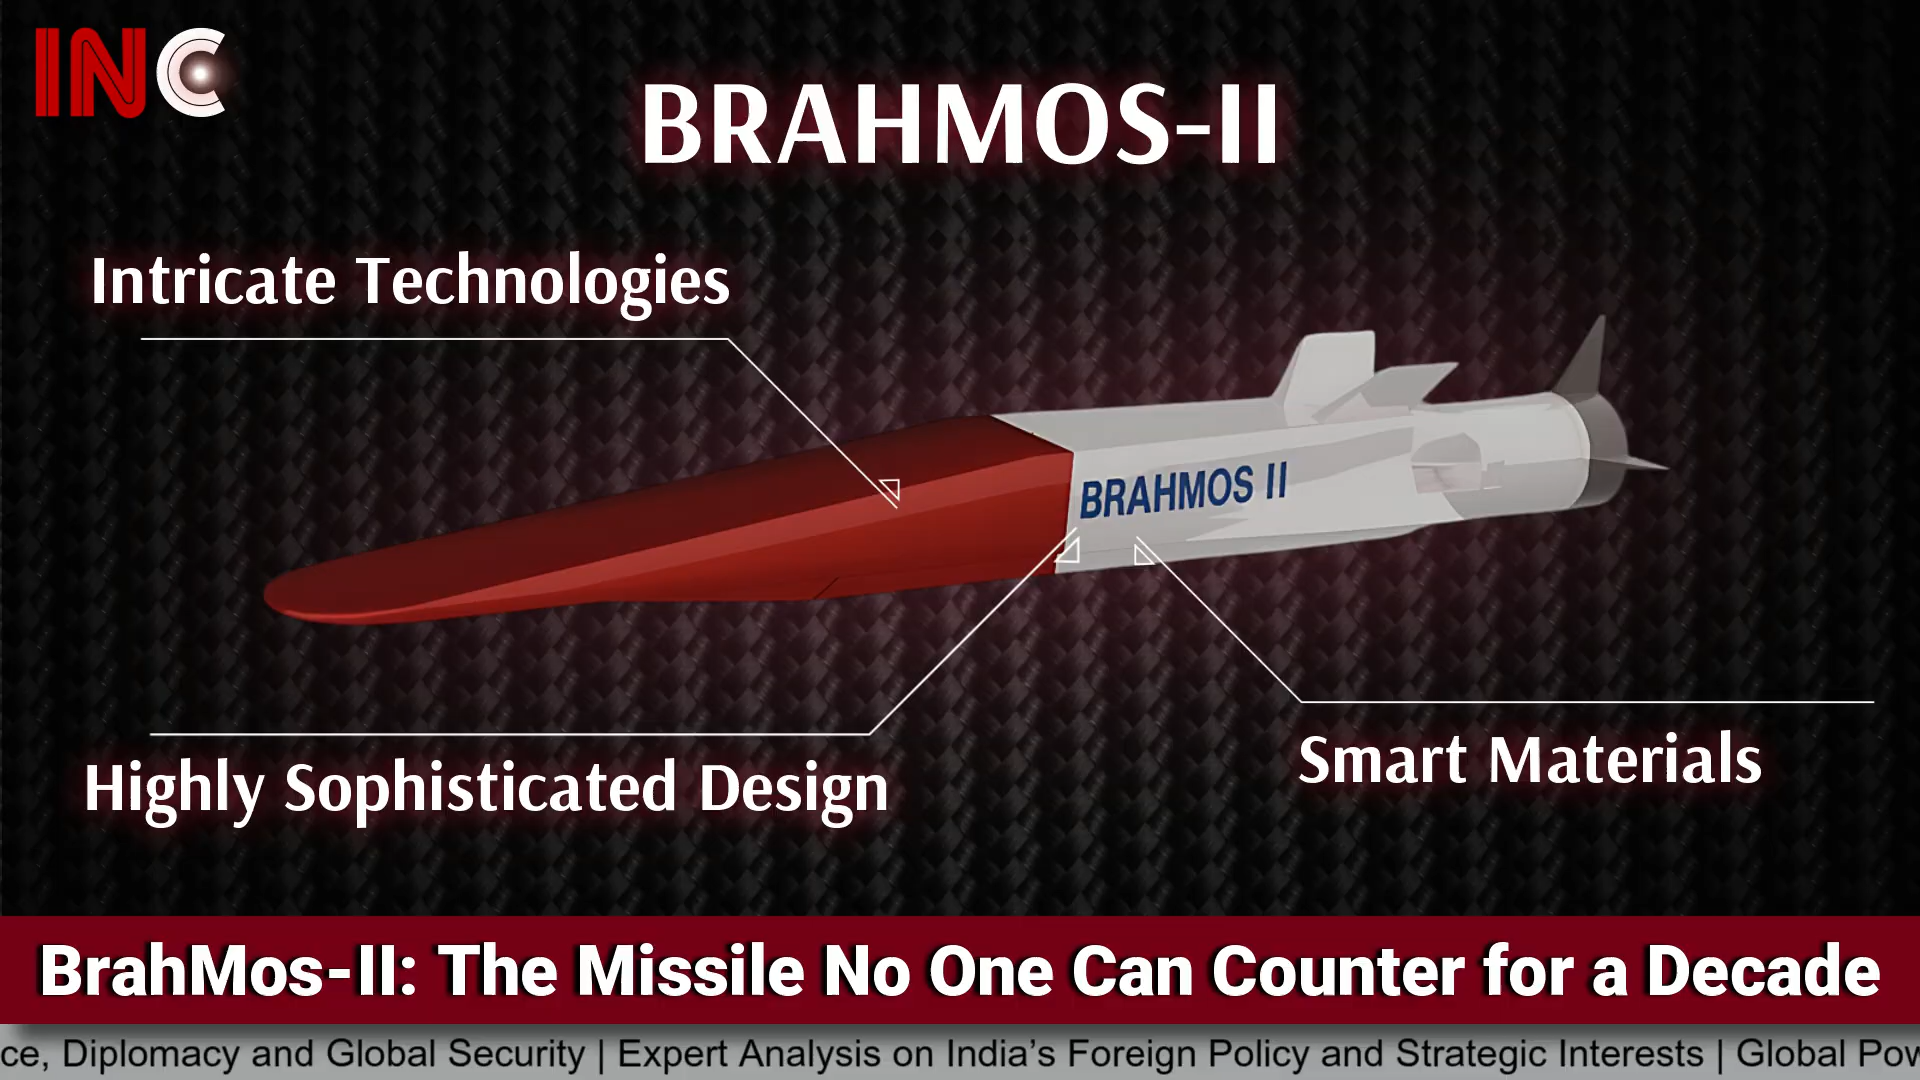 INC
BRAHMOS-II
Intricate Technologies
BRAHMOS II
Highly Sophisticated Design
Smart Materials
BrahMos-II: The Missile No One Can Counter for a Decade
ce, Diplomacy and Global Security | Expert Analysis on India’s Foreign Policy and Strategic Interests | Global Pow